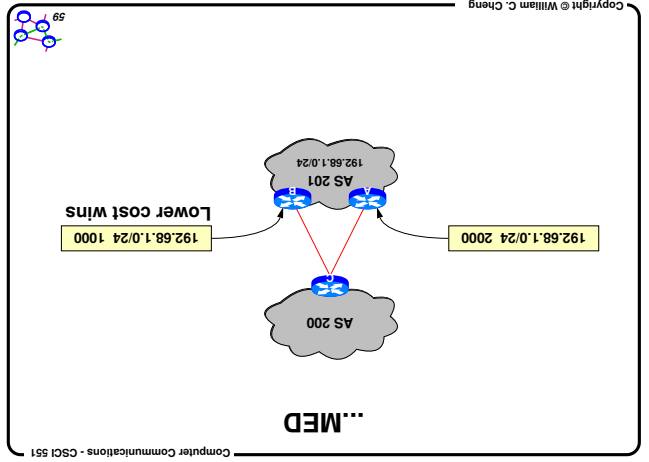 Computer Communications - CSCI 551
...MED
AS 200
C
192.68.1.0/24 2000
192.68.1.0/24 1000
Lower cost wins
A
B
AS 201
192.68.1.0/24
Copyright © William C. Cheng
59